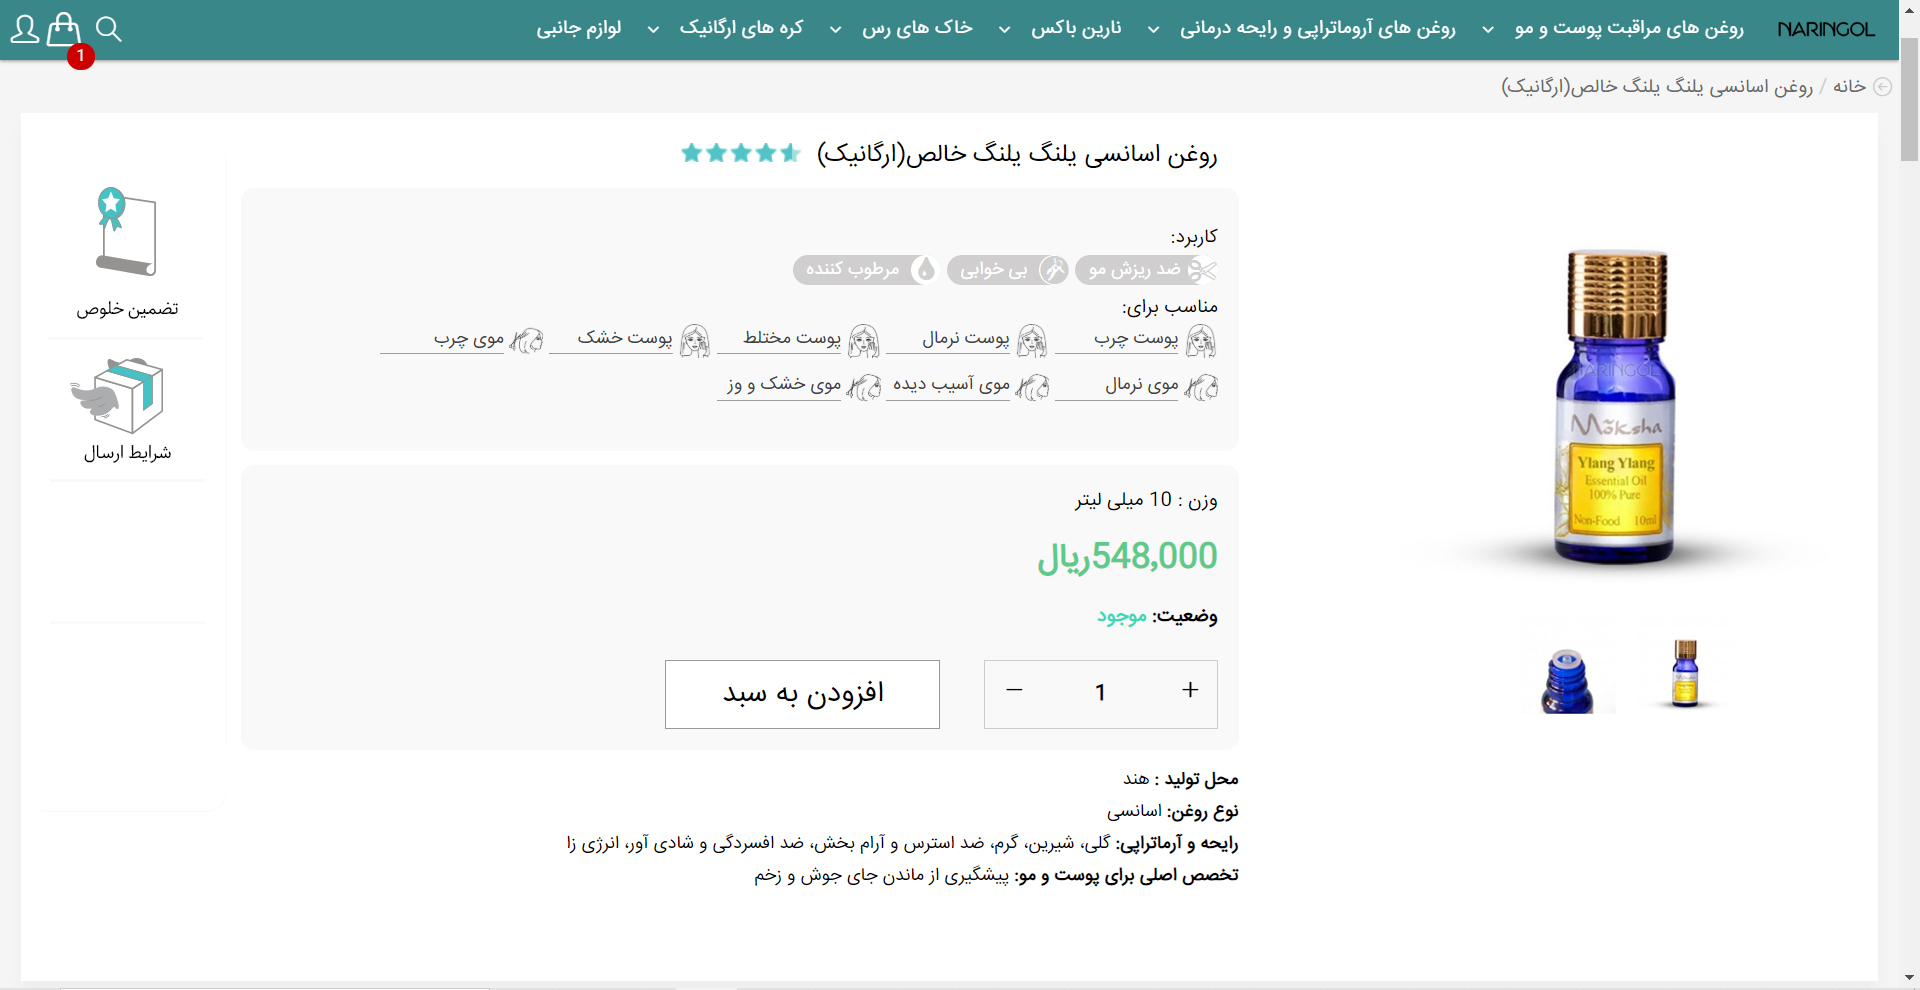 NARINGOL روغن های مراقبت پوست و مو روغن های آروماتراپی و رایحه درمانی نارین باکس خاک های رس کره های ارگانیک لوازم جانبی
1
خانه / روغن اسانسی یلنگ یلنگ خالص(ارگانیک)
روغن اسانسی یلنگ یلنگ خالص(ارگانیک)
کاربرد:
ضد ریزش مو بی خوابی مرطوب کننده
مناسب برای:
پوست چرب پوست نرمال پوست مختلط پوست خشک موی چرب
موی نرمال موی آسیب دیده موی خشک و وز
وزن : 10 میلی لیتر
548,000ریال
وضعیت: موجود
+ 1 − افزودن به سبد
محل تولید : هند
نوع روغن: اسانسی
رایحه و آرماتراپی: گلی، شیرین، گرم، ضد استرس و آرام بخش، ضد افسردگی و شادی آور، انرژی زا
تخصص اصلی برای پوست و مو: پیشگیری از ماندن جای جوش و زخم
تضمین خلوص
شرایط ارسال
NARINGOL
Mõksha
Ylang Ylang
Essential Oil
100% Pure
Non-Food 10ml